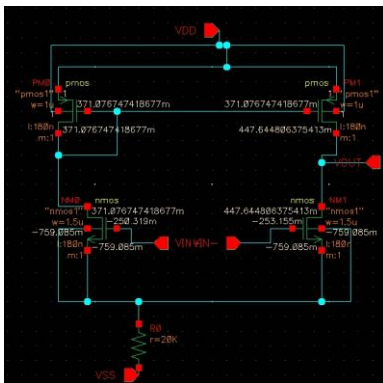 VDD
PM0 pmos pmos PM1
"pmos1" 371.076747418677m 371.076747418677m "pmos1"
w=1u w=1u
371.076747418677m 447.644806375413m
l:180n l:180n
m:1 m:1
VOUT
nmos nmos
NM0 371.076747418677m 447.644806375413m NM1
"nmos1" -250.319m -253.155m "nmos1"
w=1.5u w=1.5u
-759.085m VIN+ VIN- -759.085m
l:180n -759.085m -759.085m l:180n
m:1 m:1
R0
r=20K
VSS